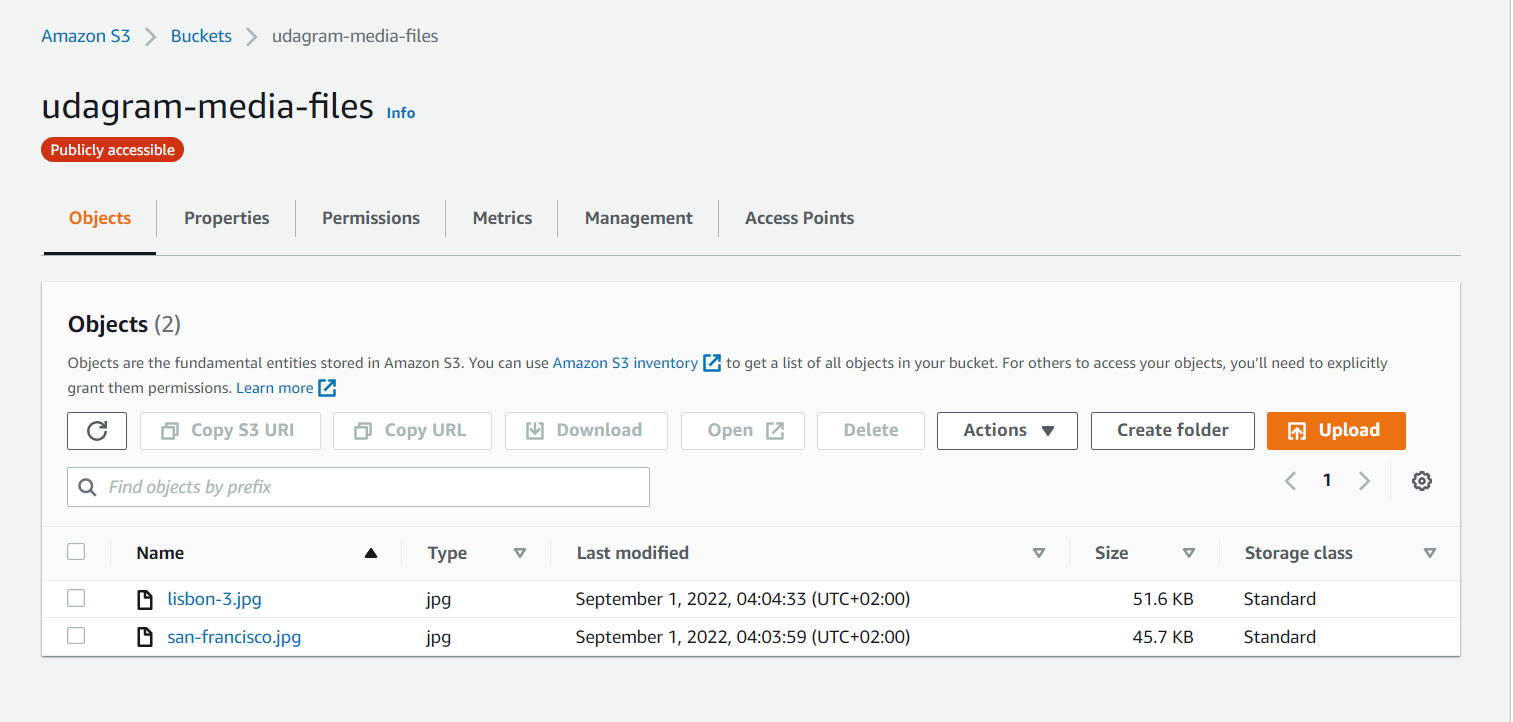 Amazon S3 Buckets udagram-media-files
udagram-media-files Info
Publicly accessible
Objects Properties Permissions Metrics Management Access Points
Objects (2)
Objects are the fundamental entities stored in Amazon S3. You can use Amazon S3 inventory to get a list of all objects in your bucket. For others to access your objects, you’ll need to explicitly
grant them permissions. Learn more
Copy S3 URI Copy URL Download Open Delete Actions Create folder Upload
Find objects by prefix 1
Name Type Last modified Size Storage class
lisbon-3.jpg jpg September 1, 2022, 04:04:33 (UTC+02:00) 51.6 KB Standard
san-francisco.jpg jpg September 1, 2022, 04:03:59 (UTC+02:00) 45.7 KB Standard